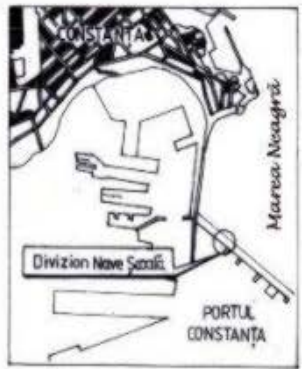 CONSTANȚA
Marea Neagră
Divizion Nave Școală
PORTUL
CONSTANȚA